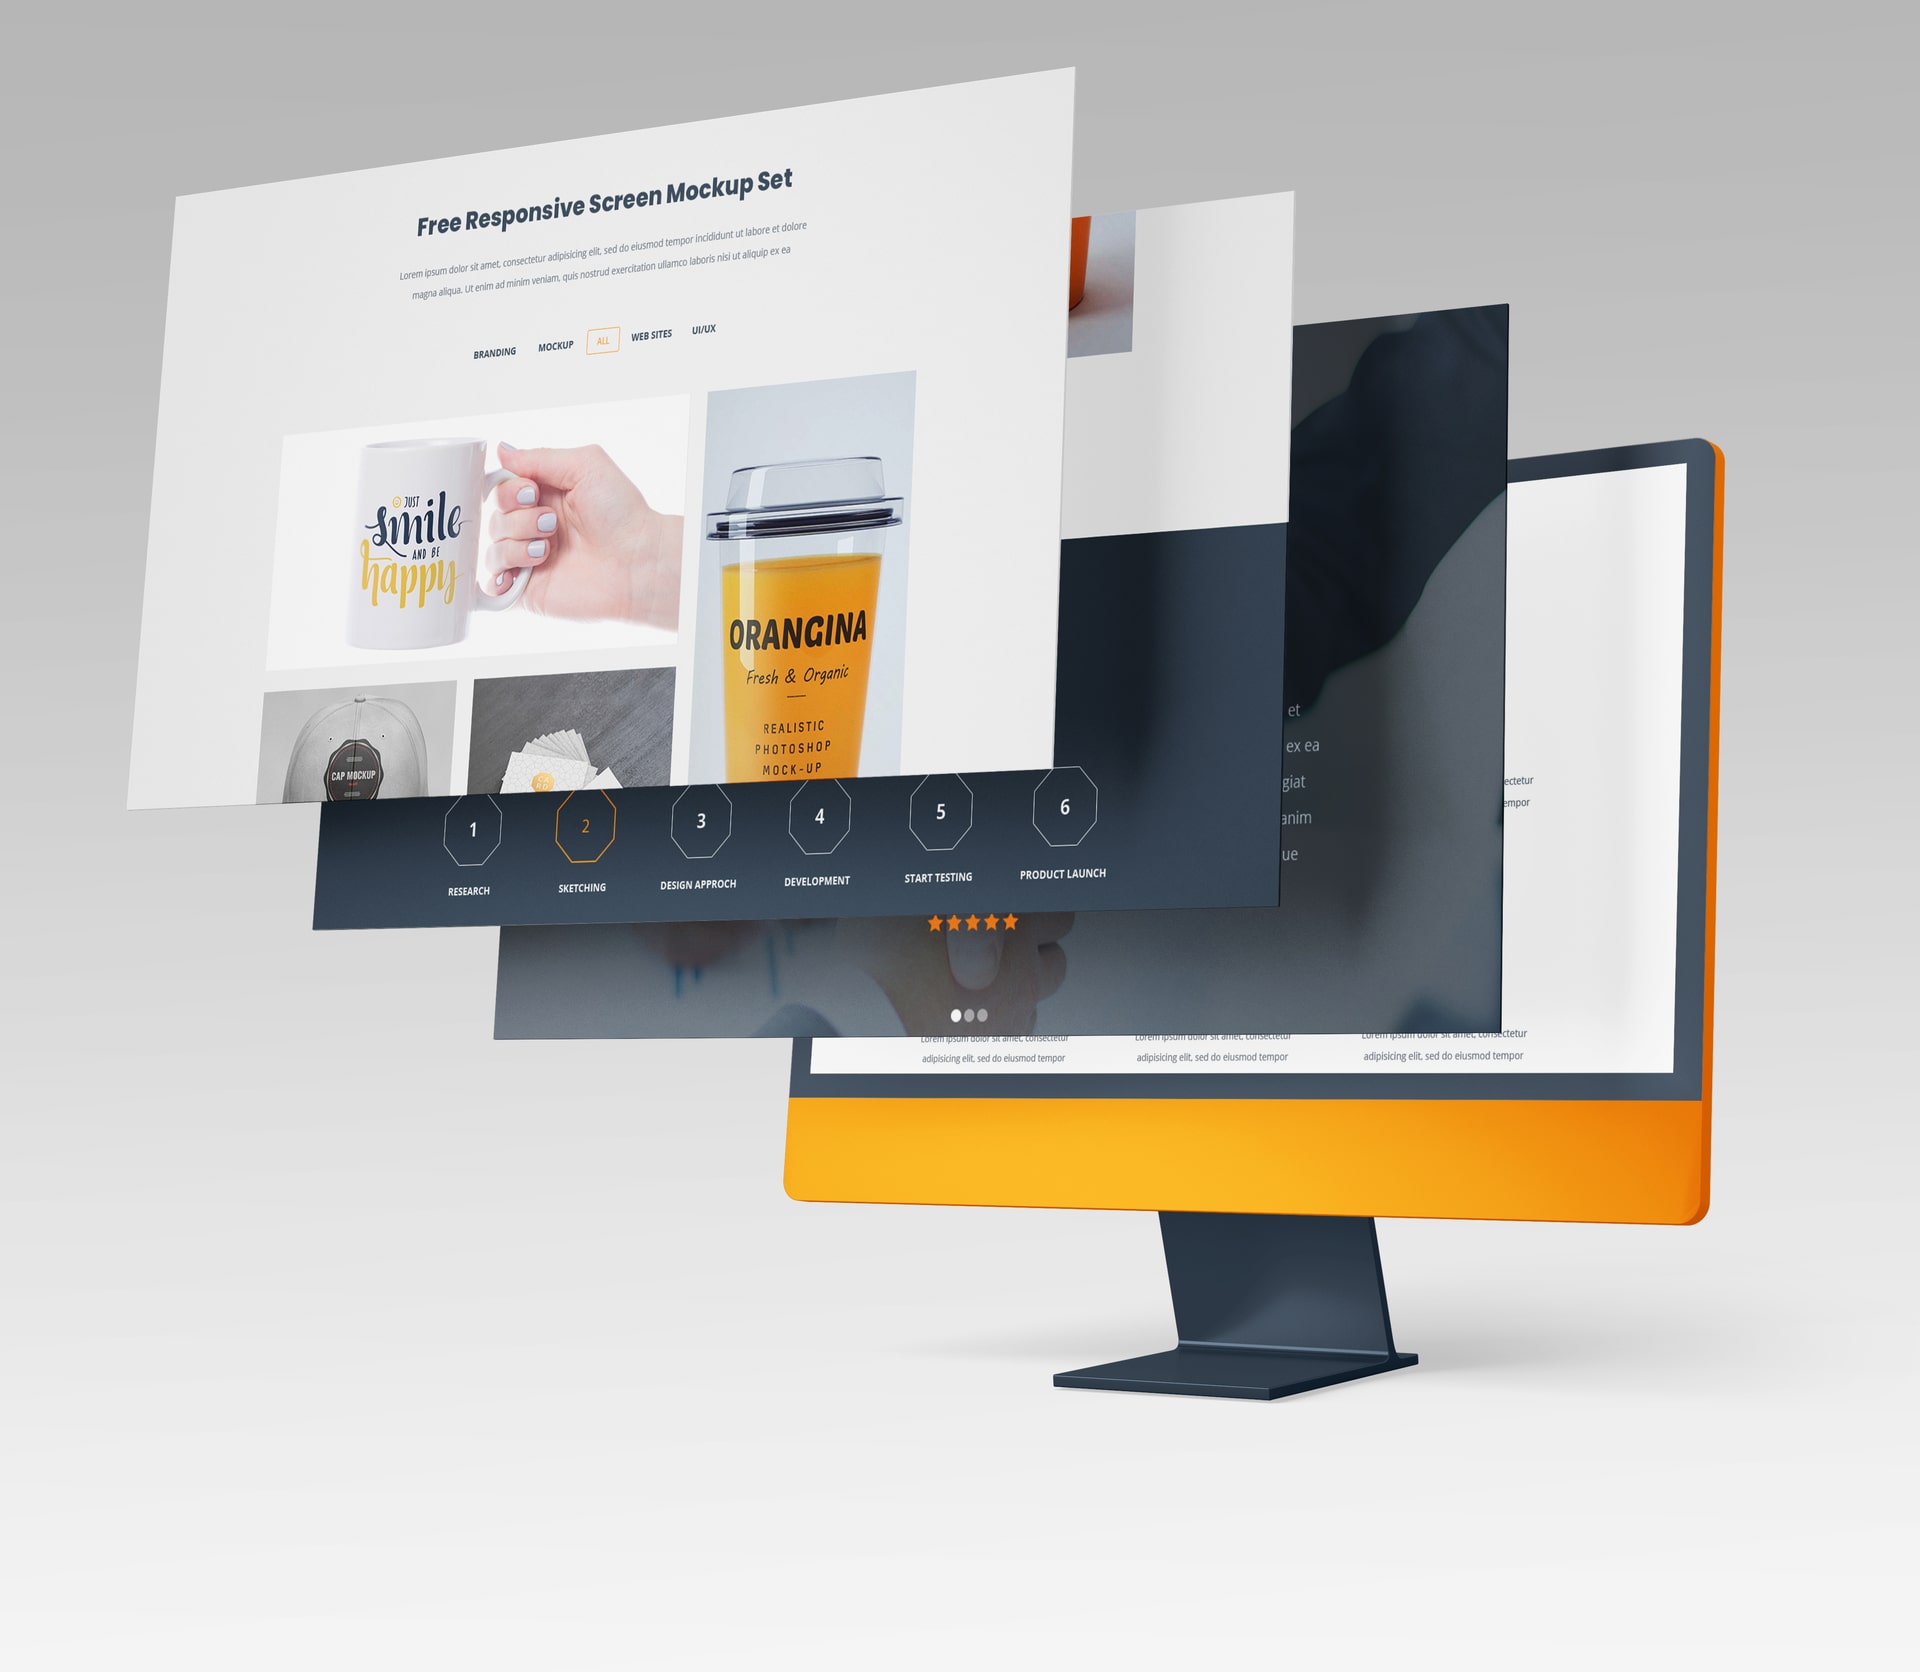 Free Responsive Screen Mockup Set
Lorem ipsum dolor sit amet, consectetur adipisicing elit, sed do eiusmod tempor incididunt ut labore et dolore
magna aliqua. Ut enim ad minim veniam, quis nostrud exercitation ullamco laboris nisi ut aliquip ex ea
BRANDING MOCKUP ALL WEB SITES UI/UX
JUST
smile
AND BE
happy
ORANGINA
Fresh & Organic
REALISTIC
PHOTOSHOP
MOCK-UP
CAP MOCKUP
1 2 3 4 5 6
RESEARCH SKETCHING DESIGN APPROCH DEVELOPMENT START TESTING PRODUCT LAUNCH
et
ex ea
giat
anim
ue
ectetur
empor
Lorem ipsum dolor sit amet, consectetur Lorem ipsum dolor sit amet, consectetur Lorem ipsum dolor sit amet, consectetur
adipisicing elit, sed do eiusmod tempor adipisicing elit, sed do eiusmod tempor adipisicing elit, sed do eiusmod tempor